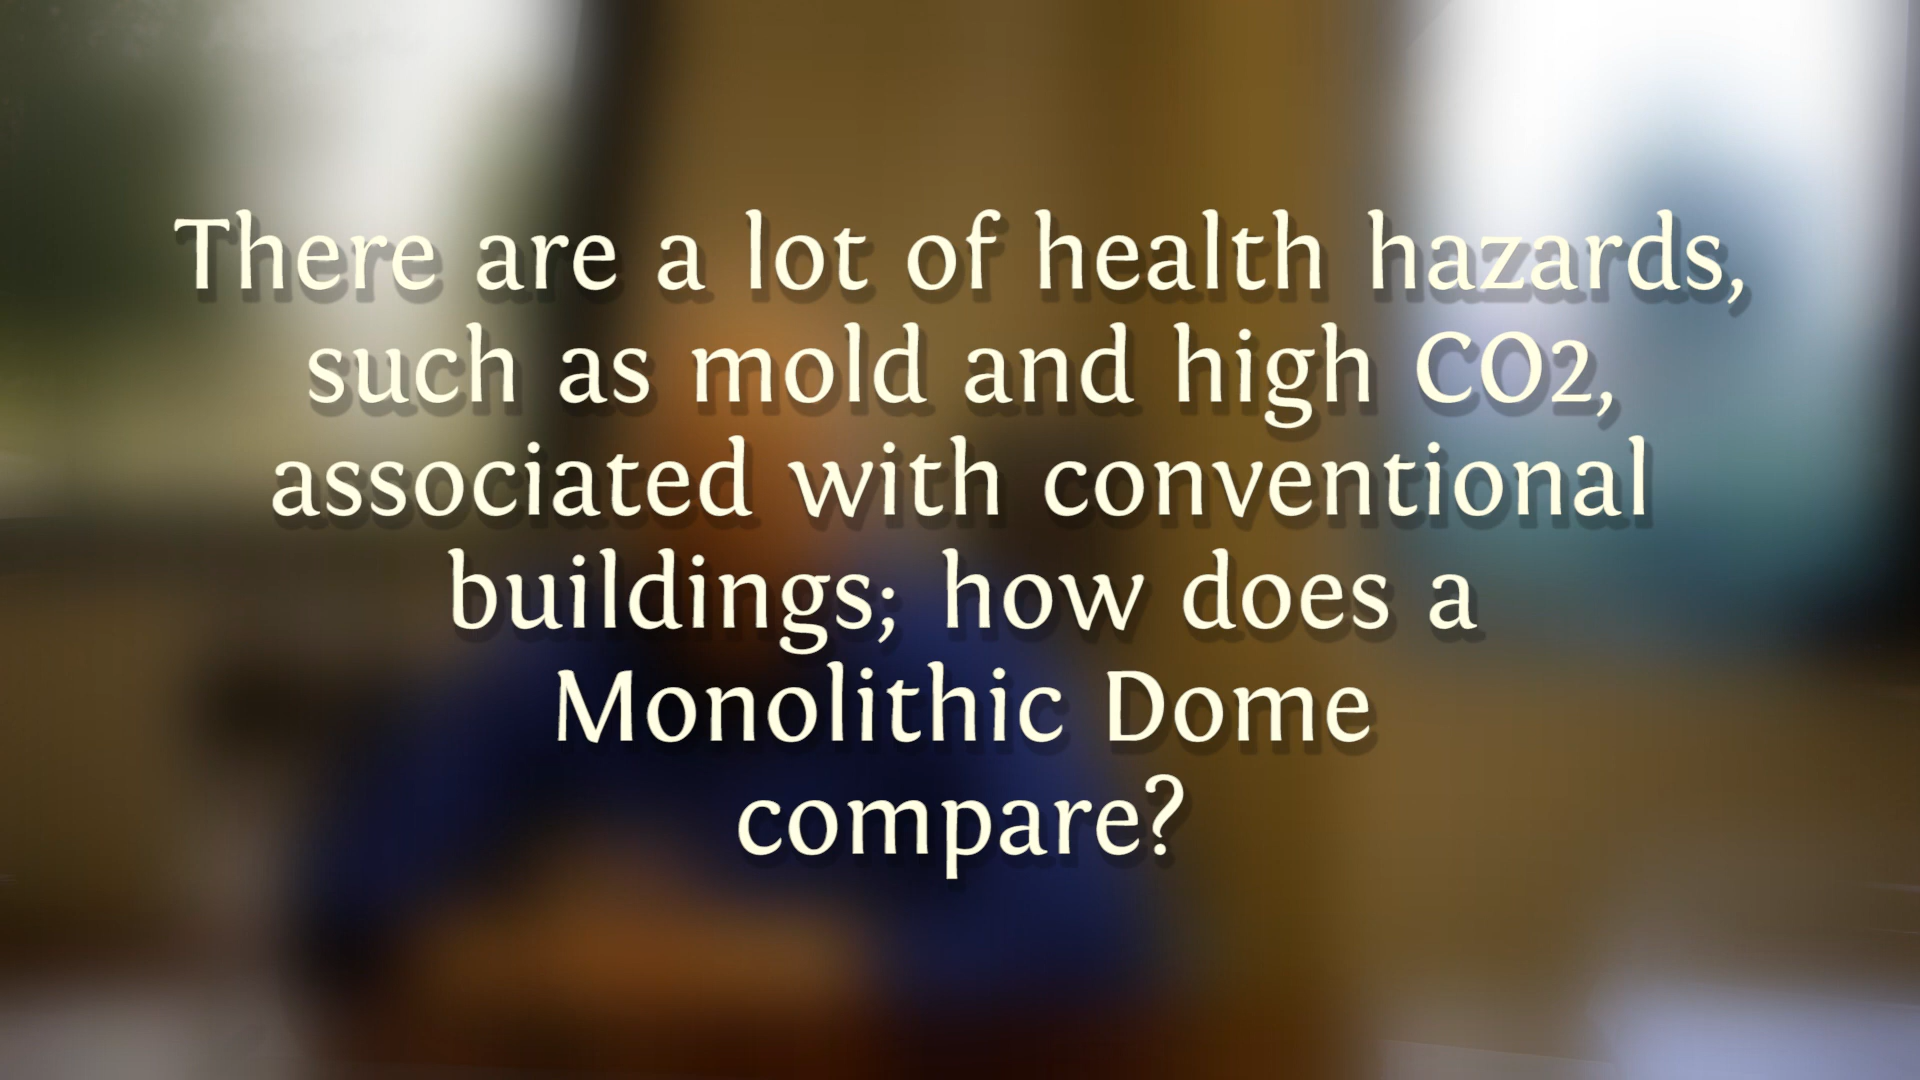 There are a lot of health hazards,
such as mold and high CO2,
associated with conventional
buildings; how does a
Monolithic Dome
compare?